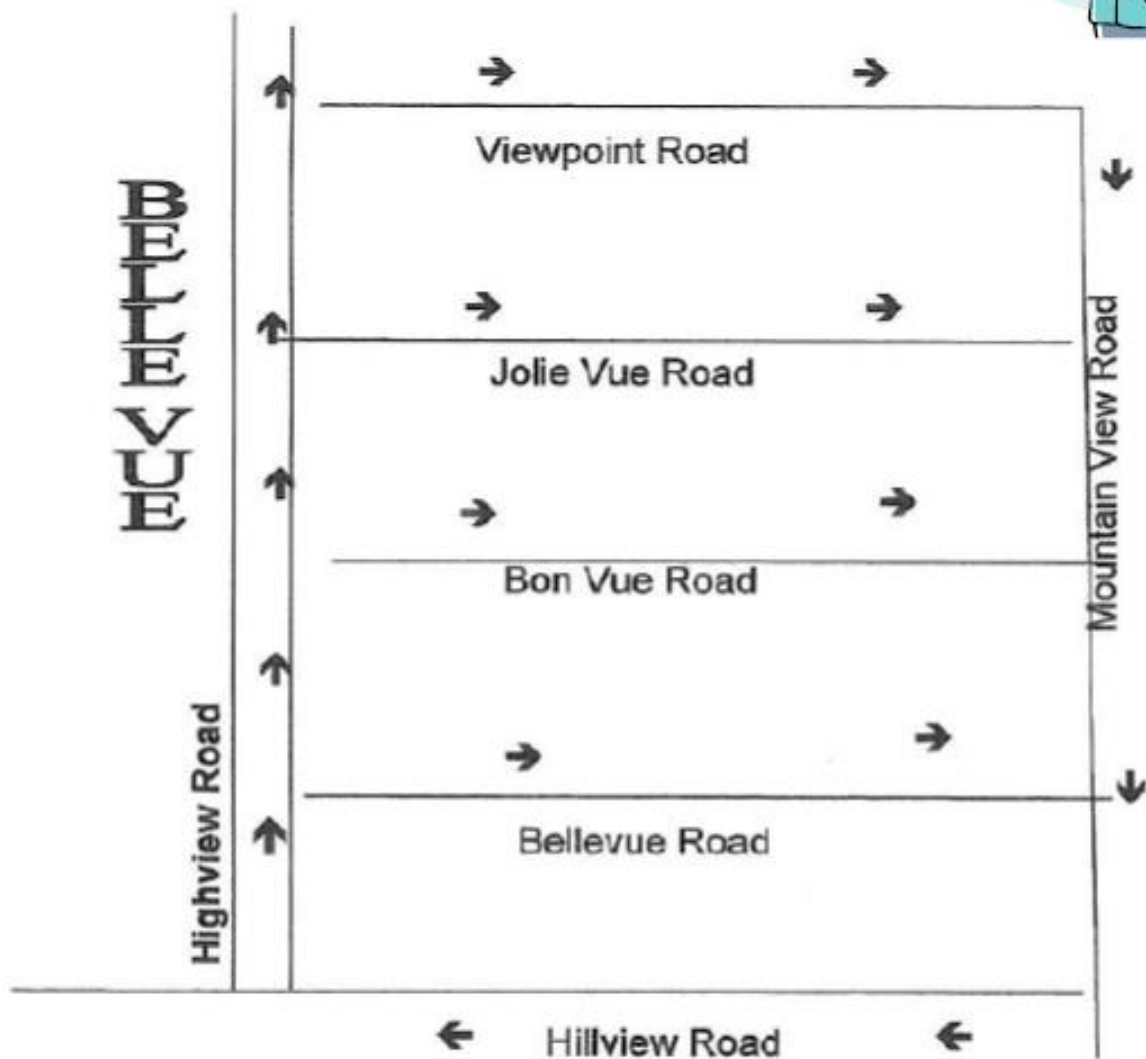 Viewpoint Road
BELLEVUE
Jolie Vue Road
Mountain View Road
Bon Vue Road
Highview Road
Bellevue Road
Hillview Road